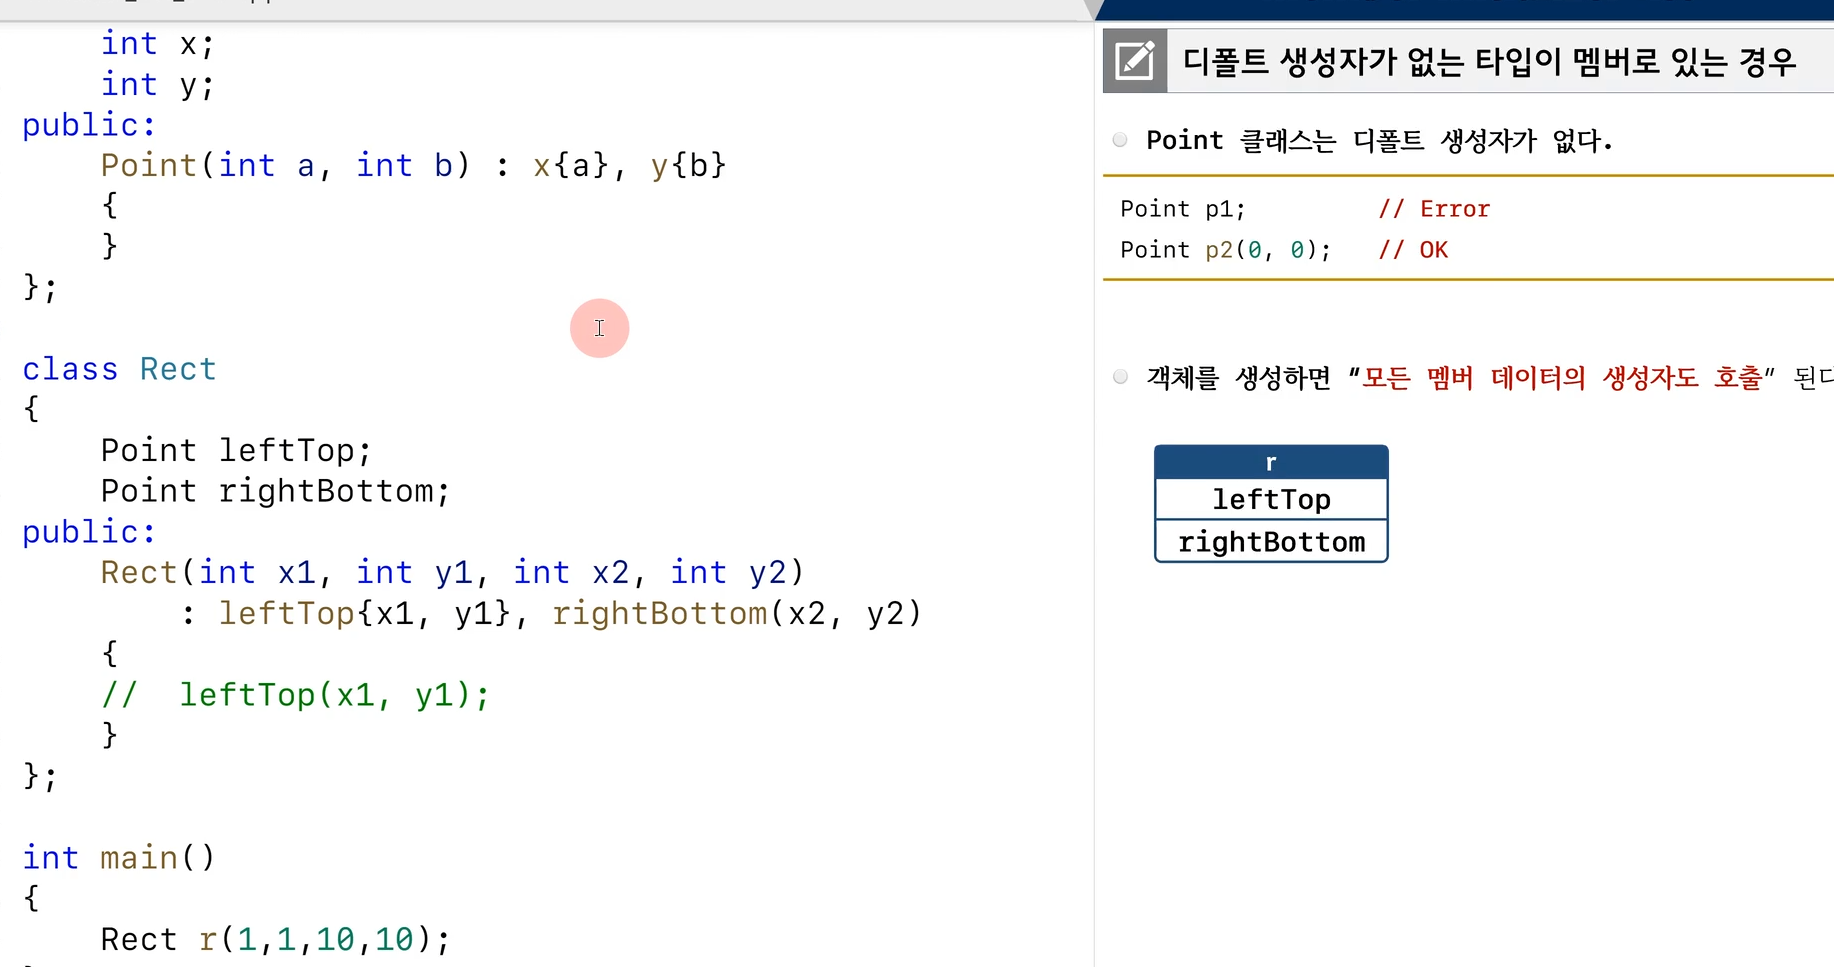 int x;
int y;
public:
Point(int a, int b) : x{a}, y{b}
{
}
};
class Rect
{
Point leftTop;
Point rightBottom;
public:
Rect(int x1, int y1, int x2, int y2)
: leftTop{x1, y1}, rightBottom(x2, y2)
{
// leftTop(x1, y1);
}
};
int main()
{
Rect r(1,1,10,10);
디폴트 생성자가 없는 타입이 멤버로 있는 경우
Point 클래스는 디폴트 생성자가 없다.
Point p1; // Error
Point p2(0, 0); // OK
객체를 생성하면 “모든 멤버 데이터의 생성자도 호출” 된다
r
leftTop
rightBottom